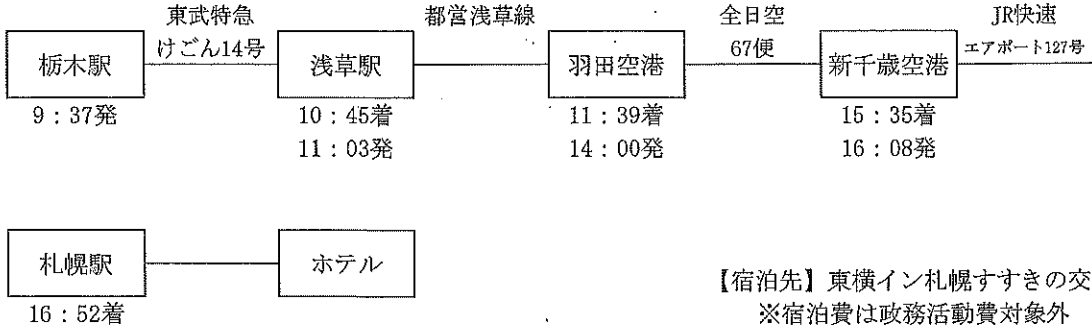 東武特急
けごん14号
都営浅草線
全日空
67便
JR快速
エアポート127号
栃木駅
浅草駅
羽田空港
新千歳空港
9：37発
10：45着
11：39着
15：35着
11：03発
14：00発
16：08発
札幌駅
ホテル
16：52着
【宿泊先】東横イン札幌すすきの交
※宿泊費は政務活動費対象外